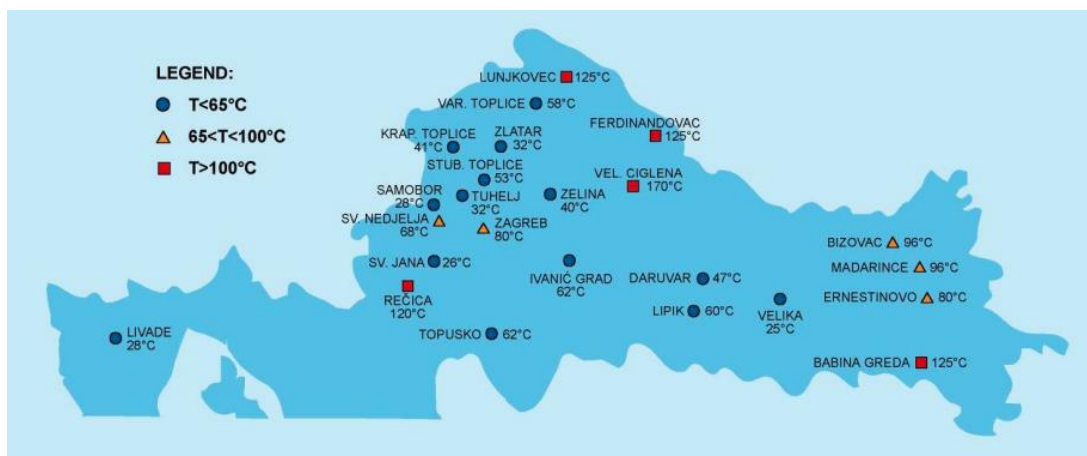 LEGEND:
T<65°C
65<T<100°C
T>100°C
LUNJKOVEC 125°C
VAR. TOPLICE 58°C
FERDINANDOVAC
125°C
KRAP. TOPLICE
41°C
ZLATAR
32°C
STUB. TOPLICE
53°C
VEL. CIGLENA
170°C
SAMOBOR
28°C
TUHELJ
32°C
ZELINA
40°C
SV. NEDJELJA
68°C
ZAGREB
80°C
BIZOVAC 96°C
SV. JANA 26°C
MADARINCE 96°C
IVANIĆ GRAD
62°C
DARUVAR 47°C
REČICA
120°C
ERNESTINOVO 80°C
LIPIK 60°C
VELIKA
25°C
LIVADE
28°C
TOPUSKO 62°C
BABINA GREDA 125°C